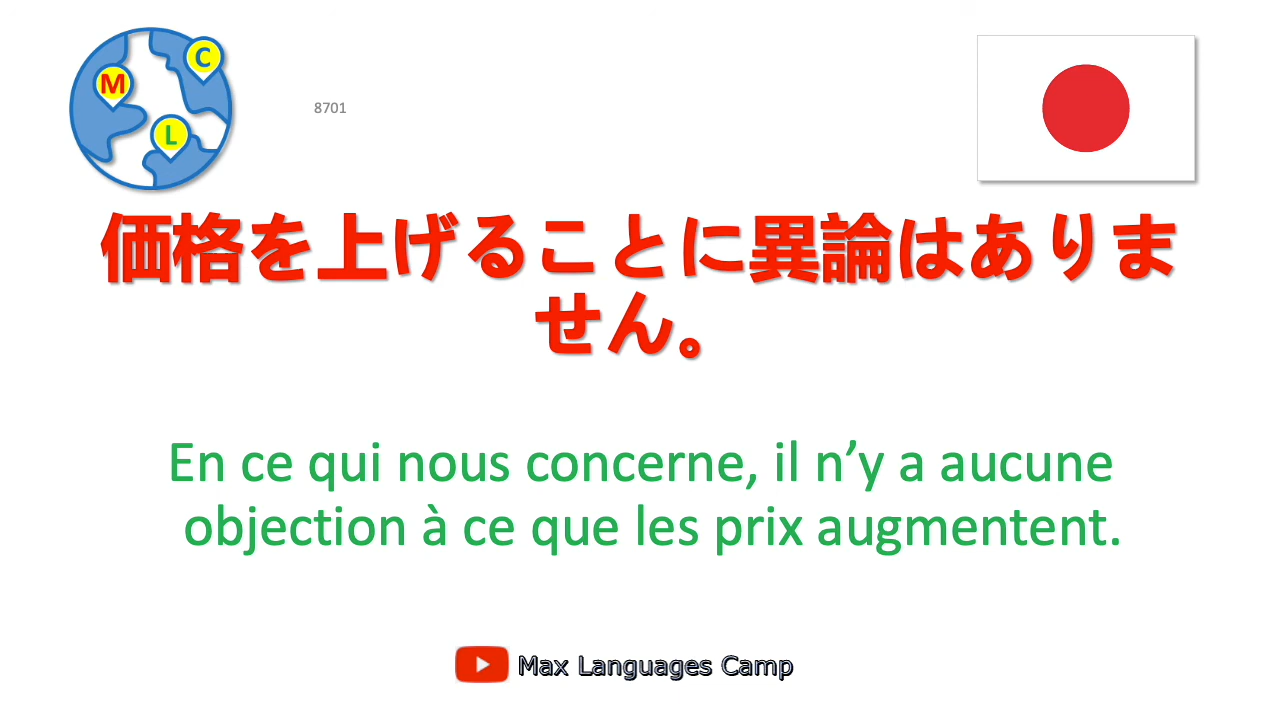 C
M
L
8701
価格を上げることに異論はありま
せん。
En ce qui nous concerne, il n’y a aucune
objection à ce que les prix augmentent.
Max Languages Camp